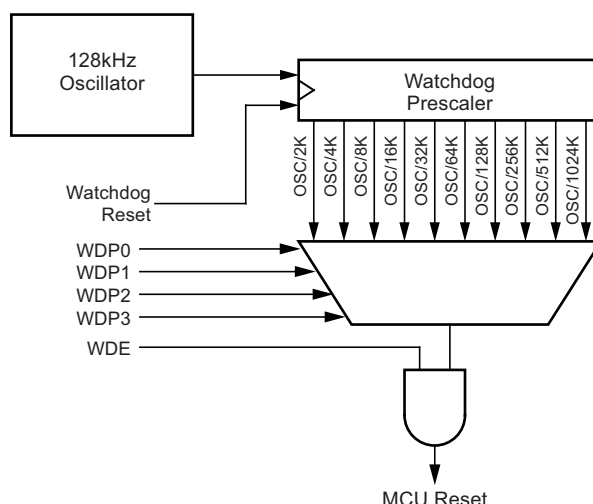 128kHz
Oscillator
Watchdog
Prescaler
OSC/2K
OSC/4K
OSC/8K
OSC/16K
OSC/32K
OSC/64K
OSC/128K
OSC/256K
OSC/512K
OSC/1024K
Watchdog
Reset
WDP0
WDP1
WDP2
WDP3
WDE
MCU Reset